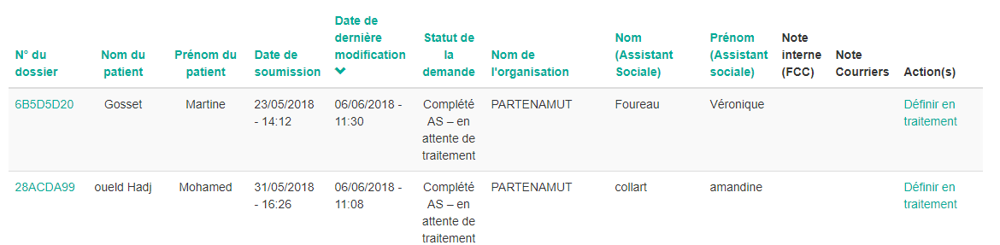 N° du dossier
Nom du patient
Prénom du patient
Date de soumission
Date de dernière modification
Statut de la demande
Nom de l'organisation
Nom (Assistant Sociale)
Prénom (Assistant sociale)
Note interne (FCC)
Note Courriers
Action(s)
6B5D5D20
Gosset
Martine
23/05/2018 - 14:12
06/06/2018 - 11:30
Complété AS – en attente de traitement
PARTENAMUT
Foureau
Véronique
Définir en traitement
28ACDA99
oueld Hadj
Mohamed
31/05/2018 - 16:26
06/06/2018 - 11:08
Complété AS – en attente de traitement
PARTENAMUT
collart
amandine
Définir en traitement